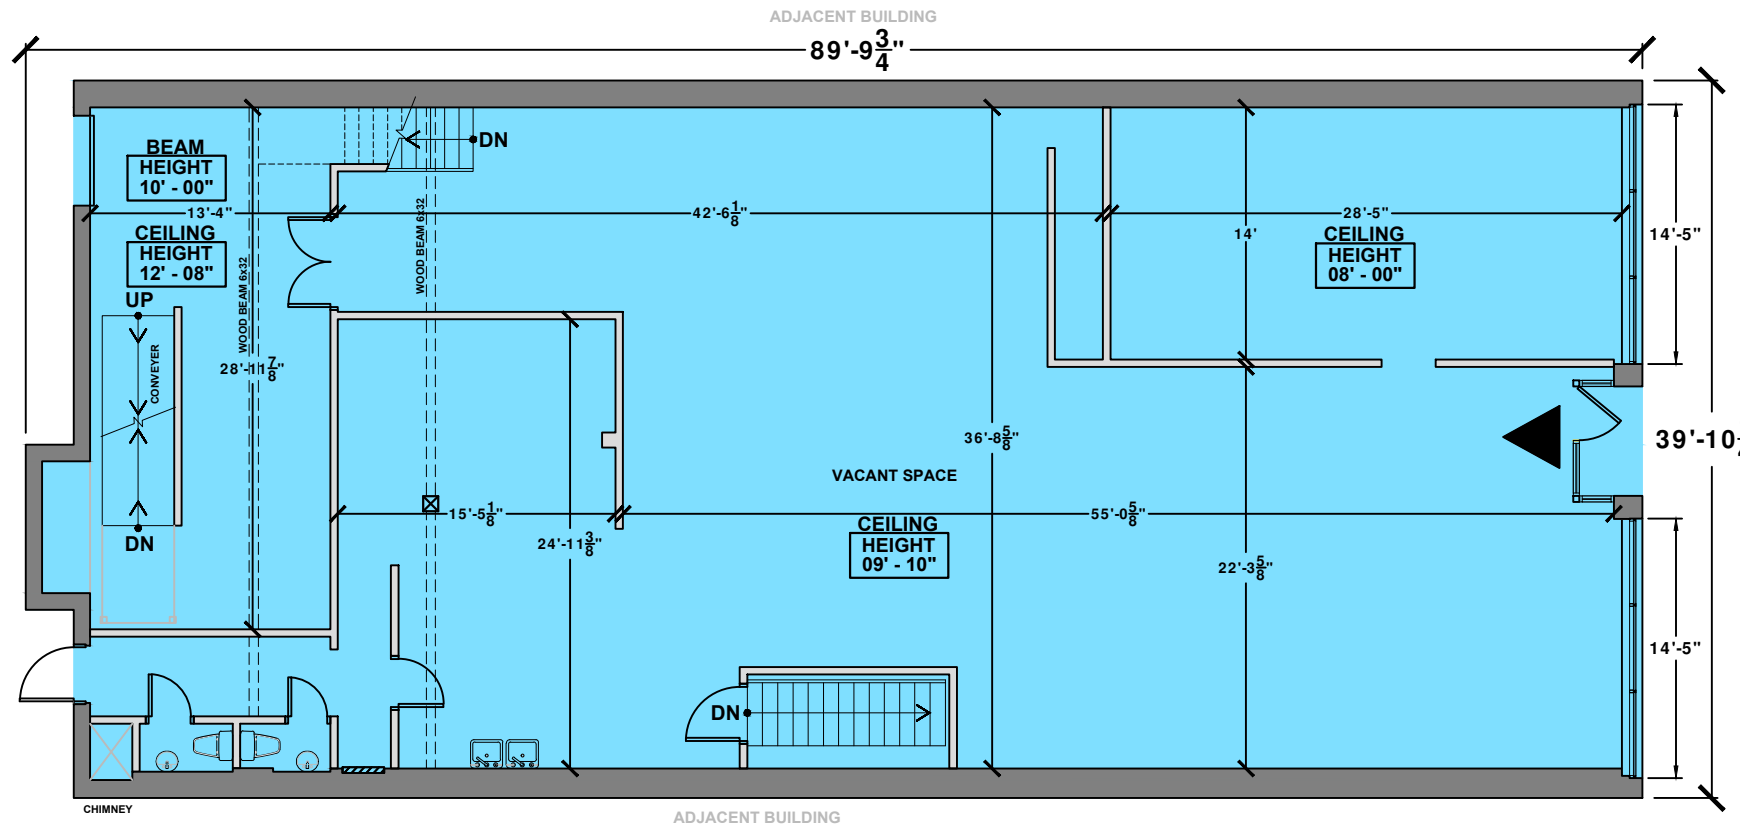 ADJACENT BUILDING
89'-9 3/4"
BEAM
HEIGHT
10' - 00"
DN
13'-4"
42'-6 1/8"
28'-5"
CEILING
HEIGHT
12' - 08"
WOOD BEAM 6x32
WOOD BEAM 6x32
14'
CEILING
HEIGHT
08' - 00"
14'-5"
UP
CONVEYER
28'-11 7/8"
36'-8 5/8"
39'-10
VACANT SPACE
15'-5 1/8"
55'-0 5/8"
CEILING
HEIGHT
09' - 10"
DN
24'-11 3/8"
22'-3 5/8"
14'-5"
DN
CHIMNEY
ADJACENT BUILDING